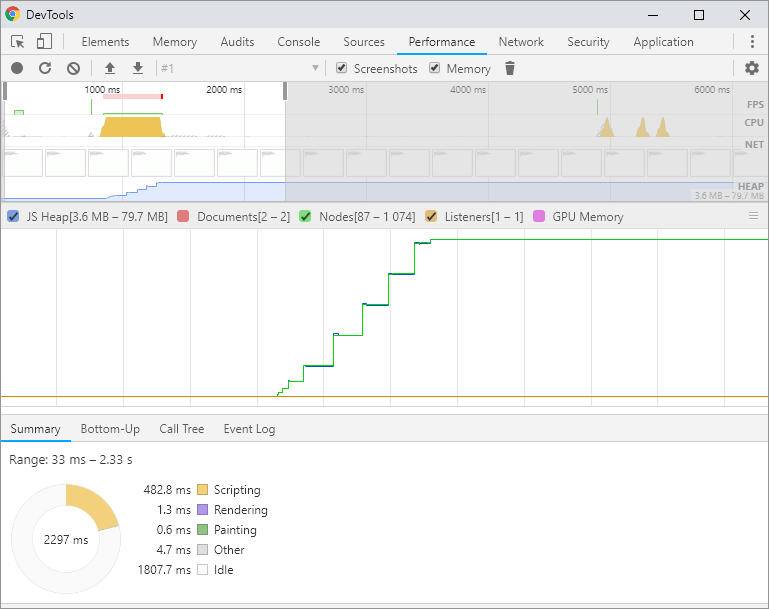 DevTools
Elements Memory Audits Console Sources Performance Network Security Application
#1 Screenshots Memory
1000 ms 2000 ms 3000 ms 4000 ms 5000 ms 6000 ms
FPS
CPU
NET
HEAP
3.6 MB – 79.7 MB
JS Heap[3.6 MB – 79.7 MB] Documents[2 – 2] Nodes[87 – 1 074] Listeners[1 – 1] GPU Memory
Summary Bottom-Up Call Tree Event Log
Range: 33 ms – 2.33 s
482.8 ms Scripting
1.3 ms Rendering
0.6 ms Painting
4.7 ms Other
1807.7 ms Idle
2297 ms